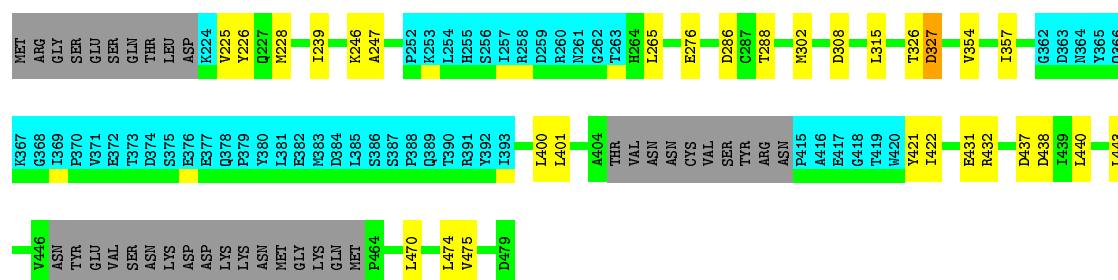 MET ARG GLY SER GLU SER GLN THR LEU ASP K224 V225 Y226 Q227 M228 I239 K246 A247 P252 K253 L254 H255 S256 I257 R258 D259 R260 N261 G262 T263 H264 L265 E276 D286 C287 T288 M302 D308 L315 T326 D327 V354 I357 G362 D363 N364 Y365 Q366
K367 G368 I369 P370 V371 E372 T373 D374 S375 E376 E377 Q378 P379 Y380 L381 E382 M383 D384 L385 S386 S387 P388 Q389 T390 Y392 I393 L400 L401 A404 THR VAL ASN ASN CYS VAL SER TYR ARG ASN P415 A416 E417 C418 T419 W420 Y421 I422 E431 R432 D437 D438 I439 L440 L443
V446 ASN TYR GLU VAL SER ASN LYS ASP ASP LYS LYS ASN MET GLY LYS GLN MET P464 L470 L474 V475 D479